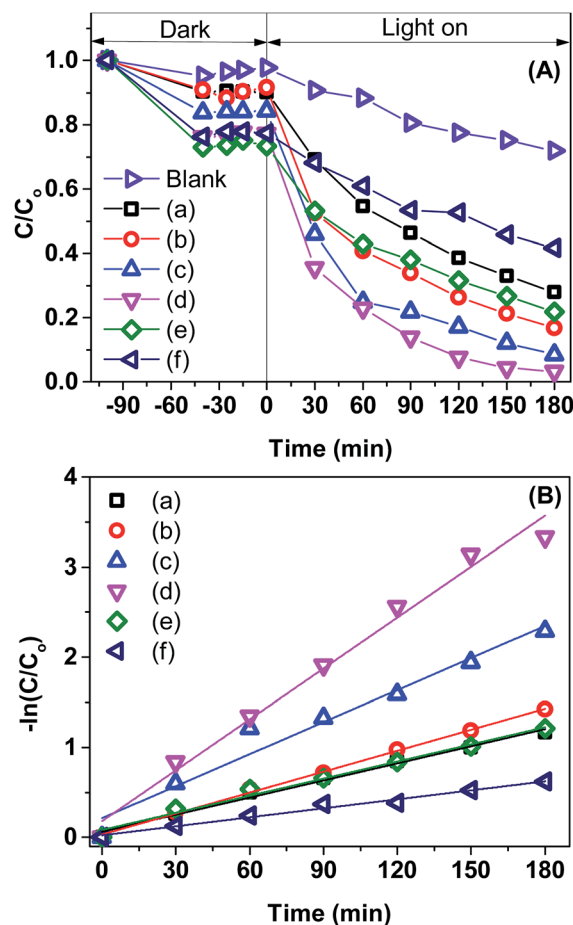 Dark
Light on
(A)
1.0
0.8
0.6
0.4
0.2
0.0
C/Co
Blank
(a)
(b)
(c)
(d)
(e)
(f)
-90 -60 -30 0 30 60 90 120 150 180
Time (min)
(B)
-4
3
2
1
0
-ln(C/Co)
(a)
(b)
(c)
(d)
(e)
(f)
0 30 60 90 120 150 180
Time (min)